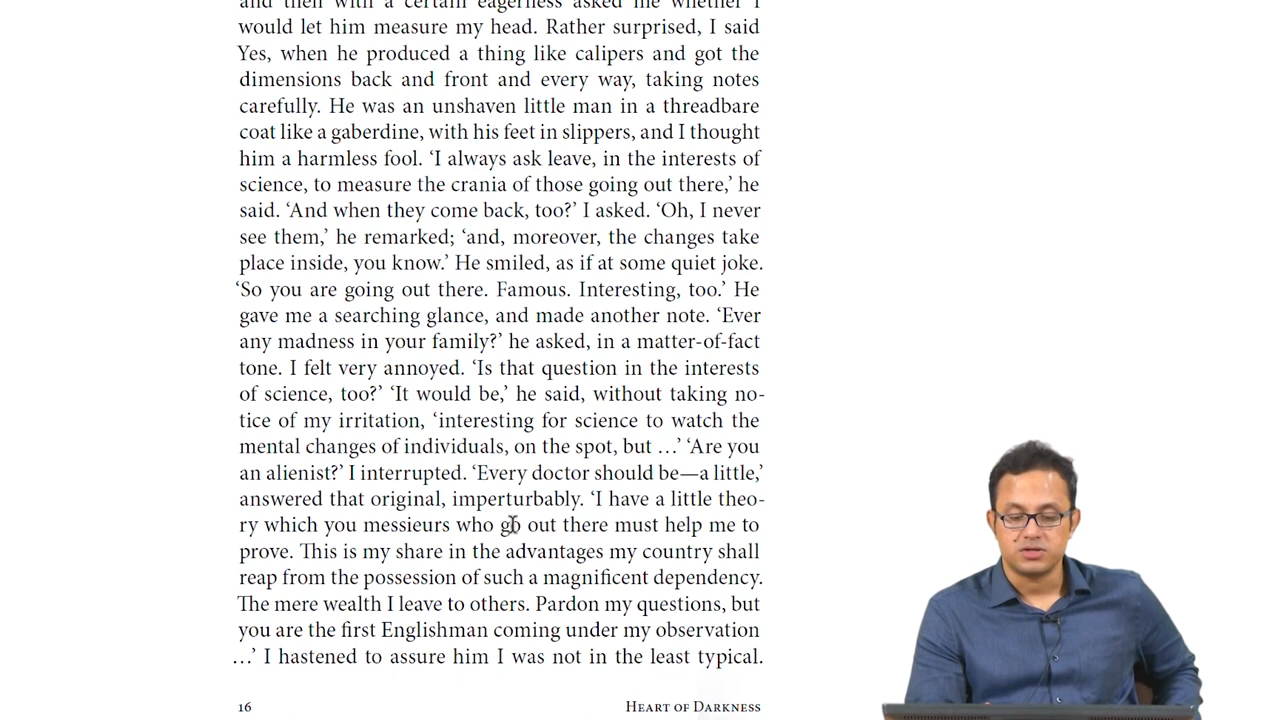 and then with a certain eagerness asked me whether I
would let him measure my head. Rather surprised, I said
Yes, when he produced a thing like calipers and got the
dimensions back and front and every way, taking notes
carefully. He was an unshaven little man in a threadbare
coat like a gaberdine, with his feet in slippers, and I thought
him a harmless fool. ‘I always ask leave, in the interests of
science, to measure the crania of those going out there,’ he
said. ‘And when they come back, too?’ I asked. ‘Oh, I never
see them,’ he remarked; ‘and, moreover, the changes take
place inside, you know.’ He smiled, as if at some quiet joke.
‘So you are going out there. Famous. Interesting, too.’ He
gave me a searching glance, and made another note. ‘Ever
any madness in your family?’ he asked, in a matter-of-fact
tone. I felt very annoyed. ‘Is that question in the interests
of science, too?’ ‘It would be,’ he said, without taking no-
tice of my irritation, ‘interesting for science to watch the
mental changes of individuals, on the spot, but …’ ‘Are you
an alienist?’ I interrupted. ‘Every doctor should be—a little,’
answered that original, imperturbably. ‘I have a little theo-
ry which you messieurs who go out there must help me to
prove. This is my share in the advantages my country shall
reap from the possession of such a magnificent dependency.
The mere wealth I leave to others. Pardon my questions, but
you are the first Englishman coming under my observation
…’ I hastened to assure him I was not in the least typical.
16 Heart of Darkness